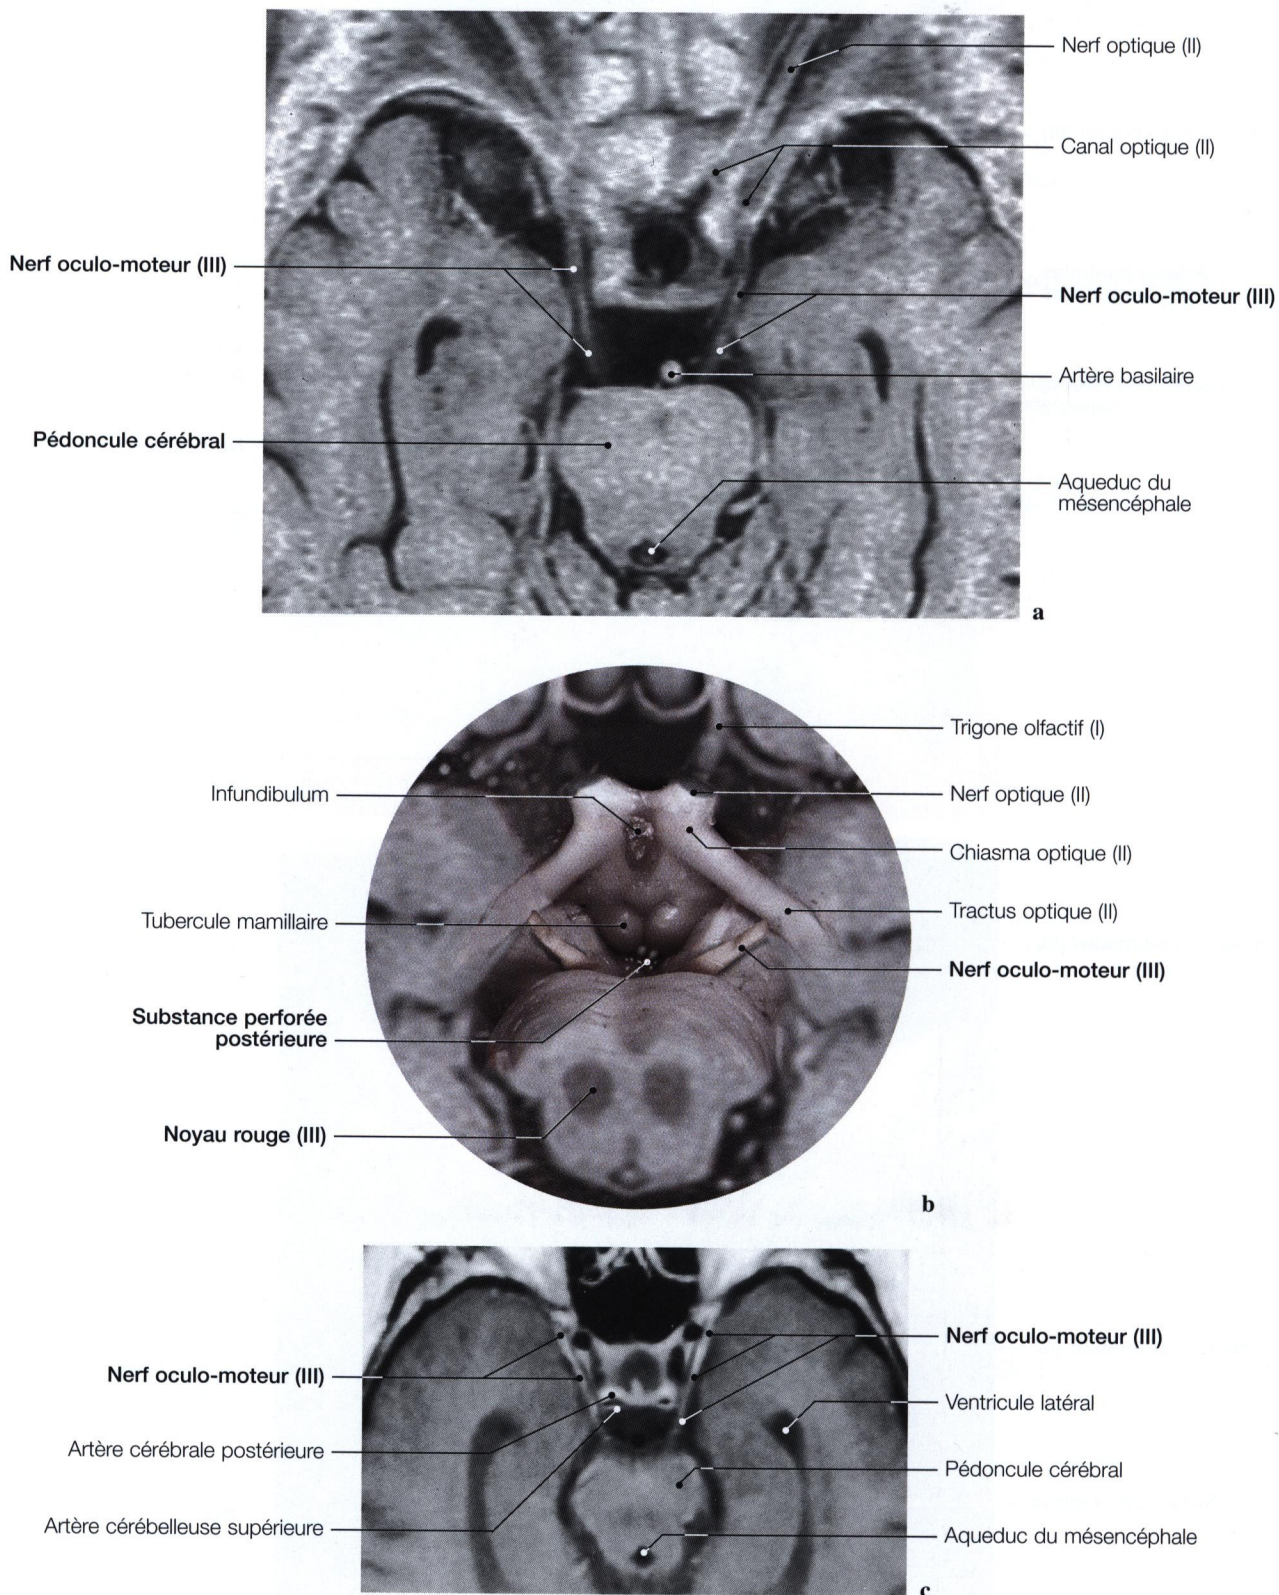 Nerf optique (II)
Canal optique (II)
Nerf oculo-moteur (III)
Nerf oculo-moteur (III)
Artère basilaire
Pédoncule cérébral
Aqueduc du
mésencéphale
a
Trigone olfactif (I)
Infundibulum
Nerf optique (II)
Chiasma optique (II)
Tubercule mamillaire
Tractus optique (II)
Nerf oculo-moteur (III)
Substance perforée
postérieure
Noyau rouge (III)
b
Nerf oculo-moteur (III)
Nerf oculo-moteur (III)
Ventricule latéral
Artère cérébrale postérieure
Pédoncule cérébral
Artère cérébelleuse supérieure
Aqueduc du mésencéphale
c